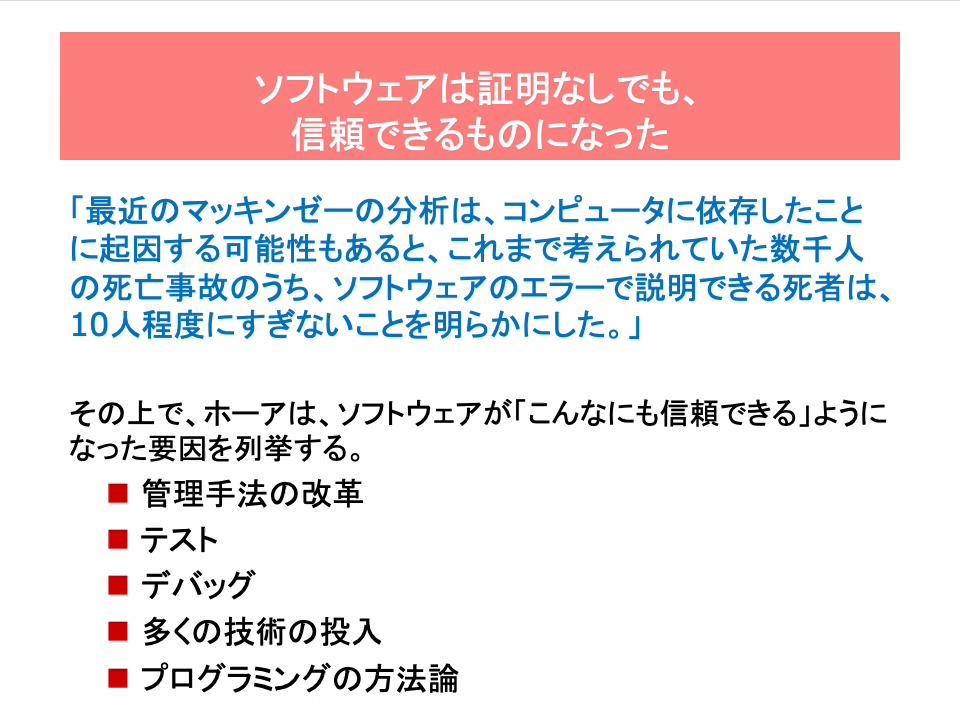 ソフトウェアは証明なしでも、
信頼できるものになった
「最近のマッキンゼーの分析は、コンピュータに依存したこと
に起因する可能性もあると、これまで考えられていた数千人
の死亡事故のうち、ソフトウェアのエラーで説明できる死者は、
10人程度にすぎないことを明らかにした。」
その上で、ホーアは、ソフトウェアが「こんなにも信頼できる」ように
なった要因を列挙する。
■ 管理手法の改革
■ テスト
■ デバッグ
■ 多くの技術の投入
■ プログラミングの方法論